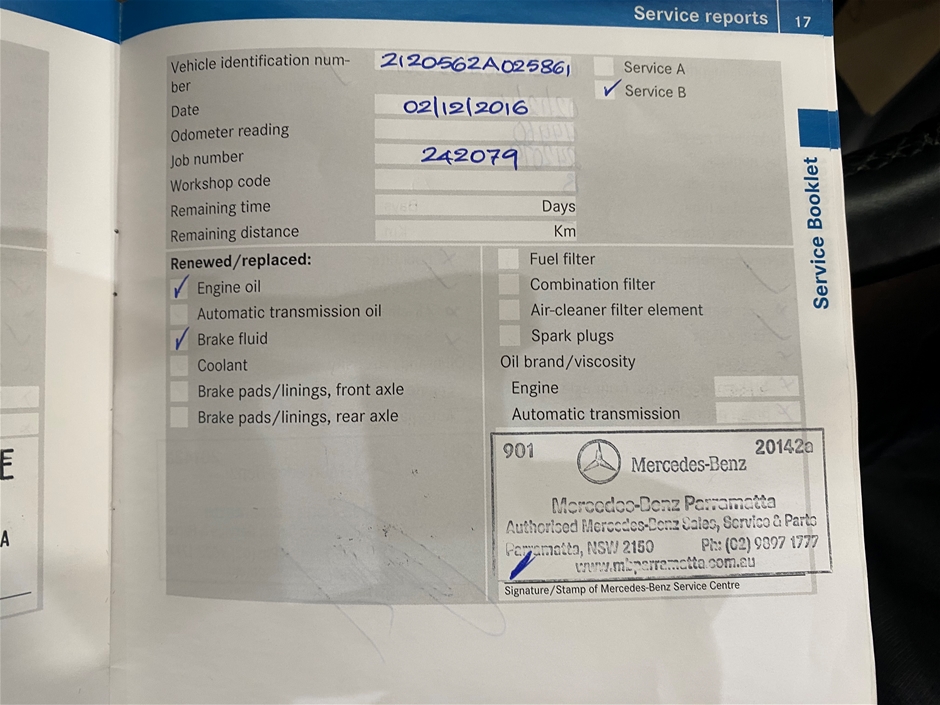 Service reports 17
Vehicle identification num-
ber
2120562A025861
Service A
Service B
Date
02/12/2016
Odometer reading
Job number
242079
Workshop code
Remaining time
Days
Remaining distance
Km
Renewed/replaced:
Engine oil
Automatic transmission oil
Brake fluid
Coolant
Brake pads/linings, front axle
Brake pads/linings, rear axle
Fuel filter
Combination filter
Air-cleaner filter element
Spark plugs
Oil brand/viscosity
Engine
Automatic transmission
901
20142a
Mercedes-Benz
Mercedes-Benz Parramatta
Authorised Mercedes-Benz Sales, Service & Parts
Parramatta, NSW 2150 Ph: (02) 9897 1777
www.mbparramatta.com.au
Signature/Stamp of Mercedes-Benz Service Centre
Service Booklet
E
A